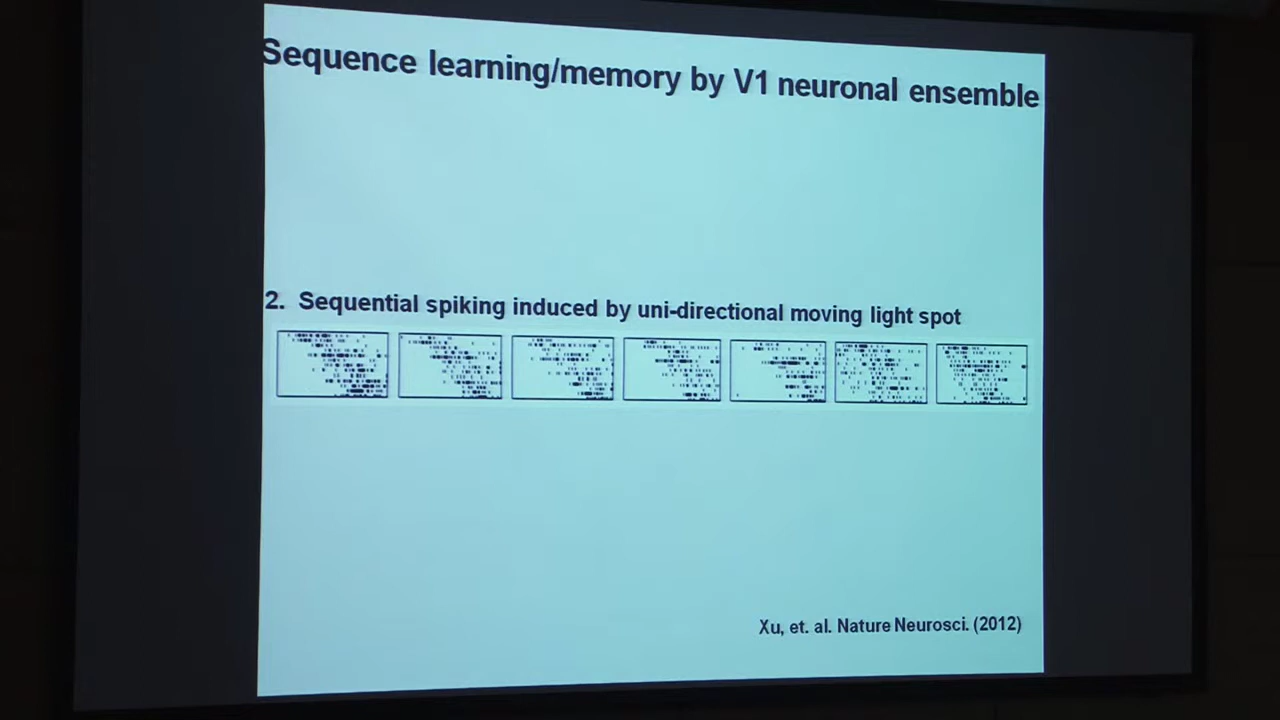 Sequence learning/memory by V1 neuronal ensemble
2. Sequential spiking induced by uni-directional moving light spot
Xu, et. al. Nature Neurosci. (2012)